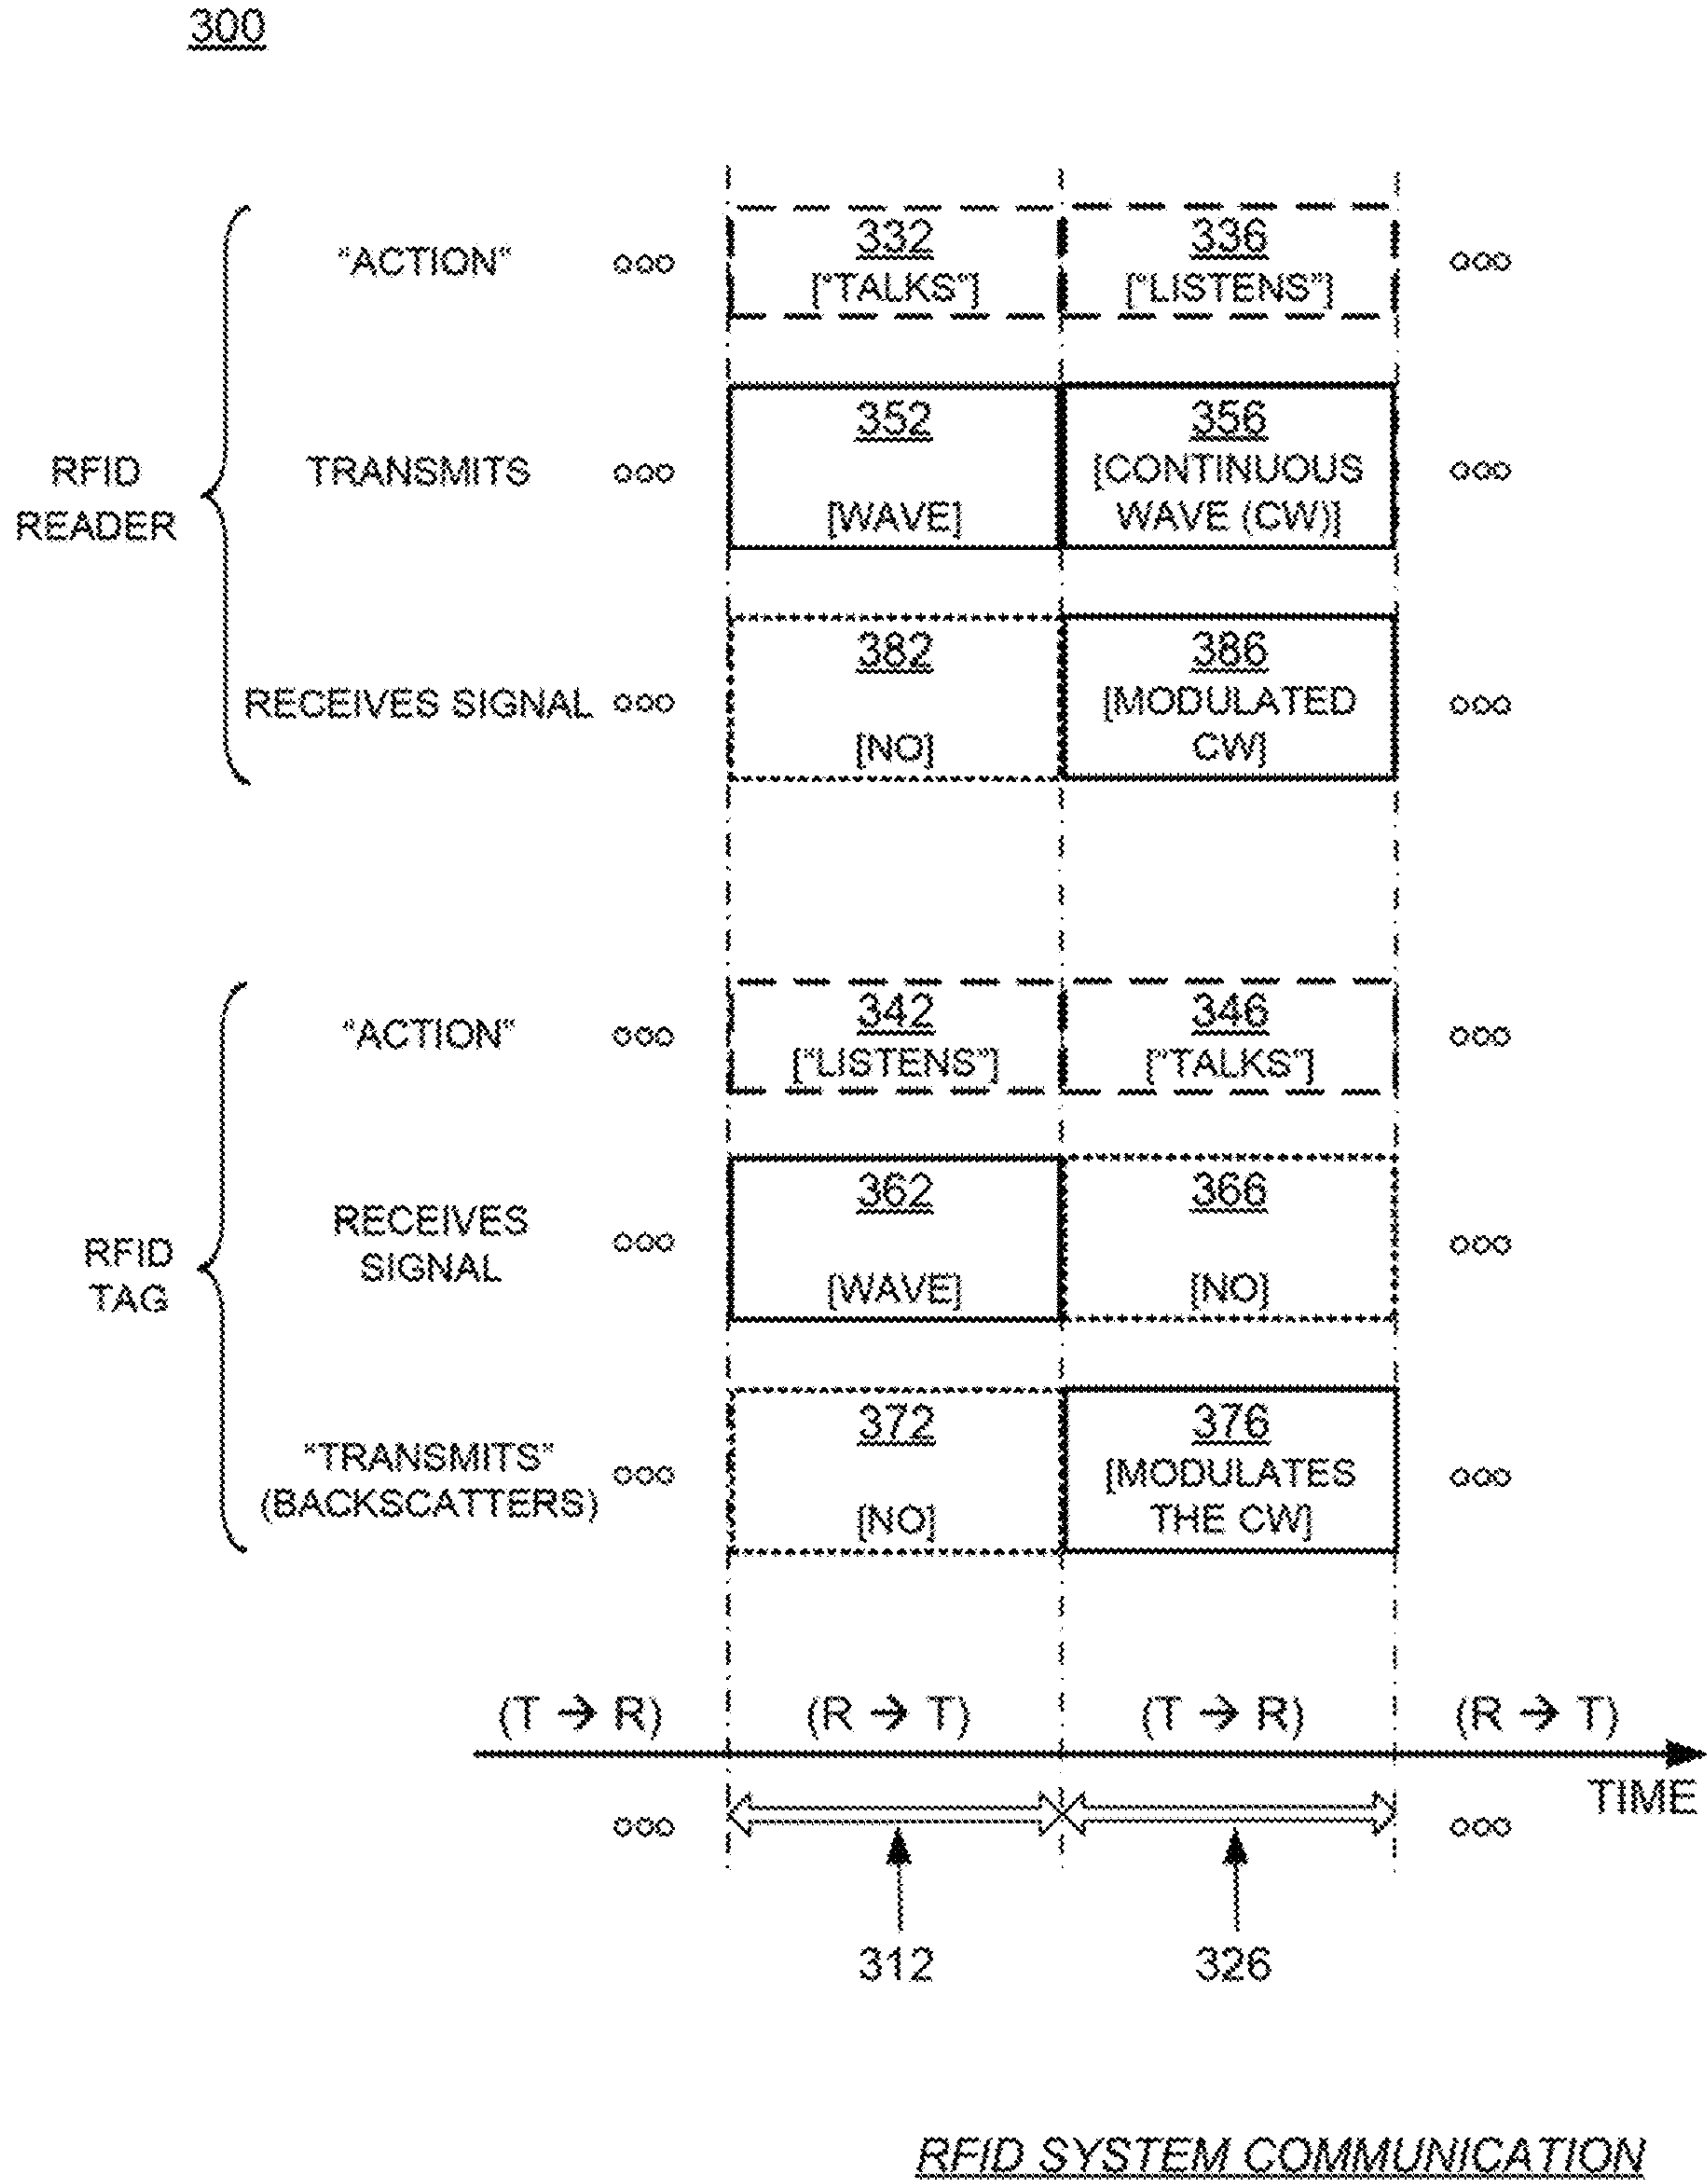 300
"ACTION"
332
["TALKS"]
336
["LISTENS"]
RFID
READER
TRANSMITS
352
[WAVE]
356
[CONTINUOUS
WAVE (CW)]
RECEIVES SIGNAL
382
[NO]
386
[MODULATED
CW]
"ACTION"
342
["LISTENS"]
346
["TALKS"]
RFID
TAG
RECEIVES
SIGNAL
362
[WAVE]
366
[NO]
"TRANSMITS"
(BACKSCATTERS)
372
[NO]
376
[MODULATES
THE CW]
(T → R) (R → T) (T → R) (R → T)
TIME
312 326
RFID SYSTEM COMMUNICATION